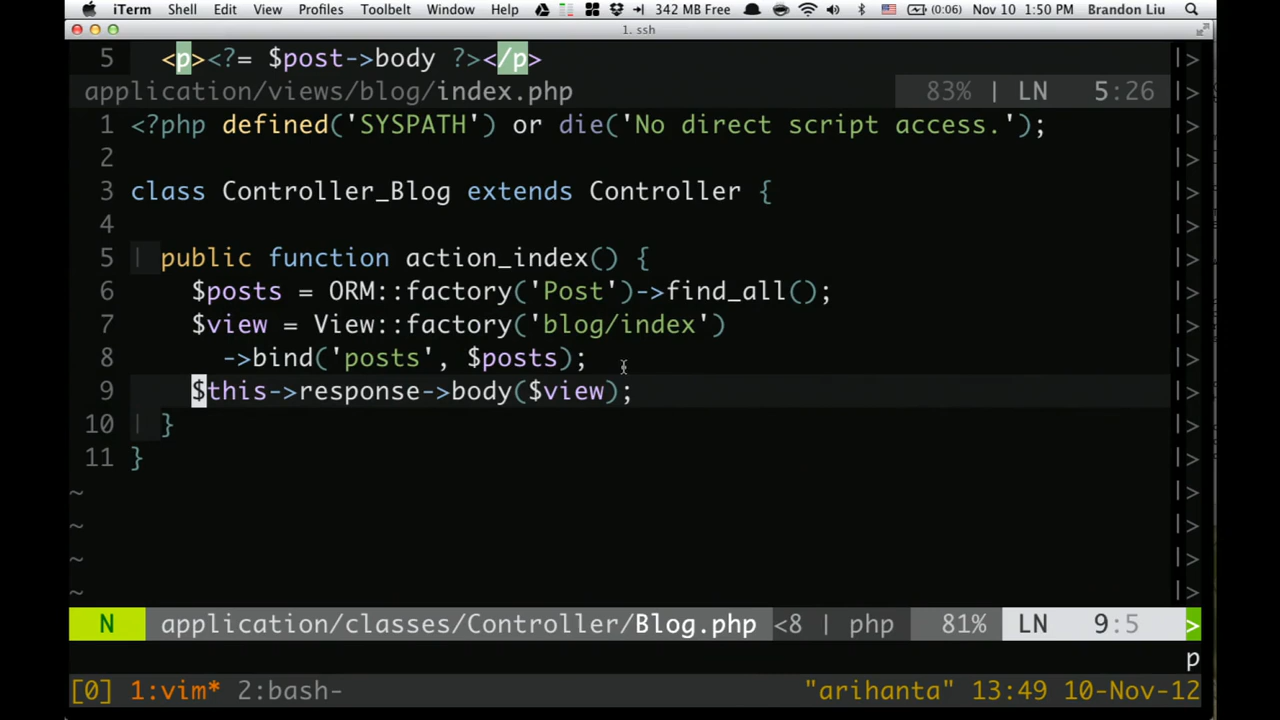 iTerm Shell Edit View Profiles Toolbelt Window Help 342 MB Free (0:06) Nov 10 1:50 PM Brandon Liu
1. ssh
5 <p><?= $post->body ?></p> |>
application/views/blog/index.php 83% | LN 5:26 |>
1 <?php defined('SYSPATH') or die('No direct script access.'); |>
2 |>
3 class Controller_Blog extends Controller { |>
4 |>
5 | public function action_index() { |>
6 $posts = ORM::factory('Post')->find_all(); |>
7 $view = View::factory('blog/index') |>
8 ->bind('posts', $posts); |>
9 $this->response->body($view); |>
10 | } |>
11 } |>
~ |>
~ |>
~ |>
~ |>
N application/classes/Controller/Blog.php <8 | php 81% LN 9:5 >
p
[0] 1:vim* 2:bash- "arihanta" 13:49 10-Nov-12